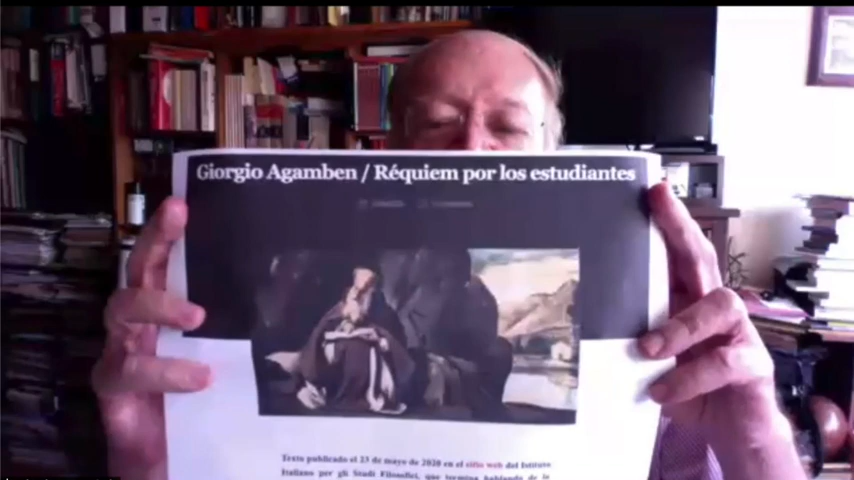 Giorgio Agamben / Réquiem por los estudiantes
Texto publicado el 23 de mayo de 2020 en el sitio web del Istituto
Italiano per gli Studi Filosofici, que termina hablando de la